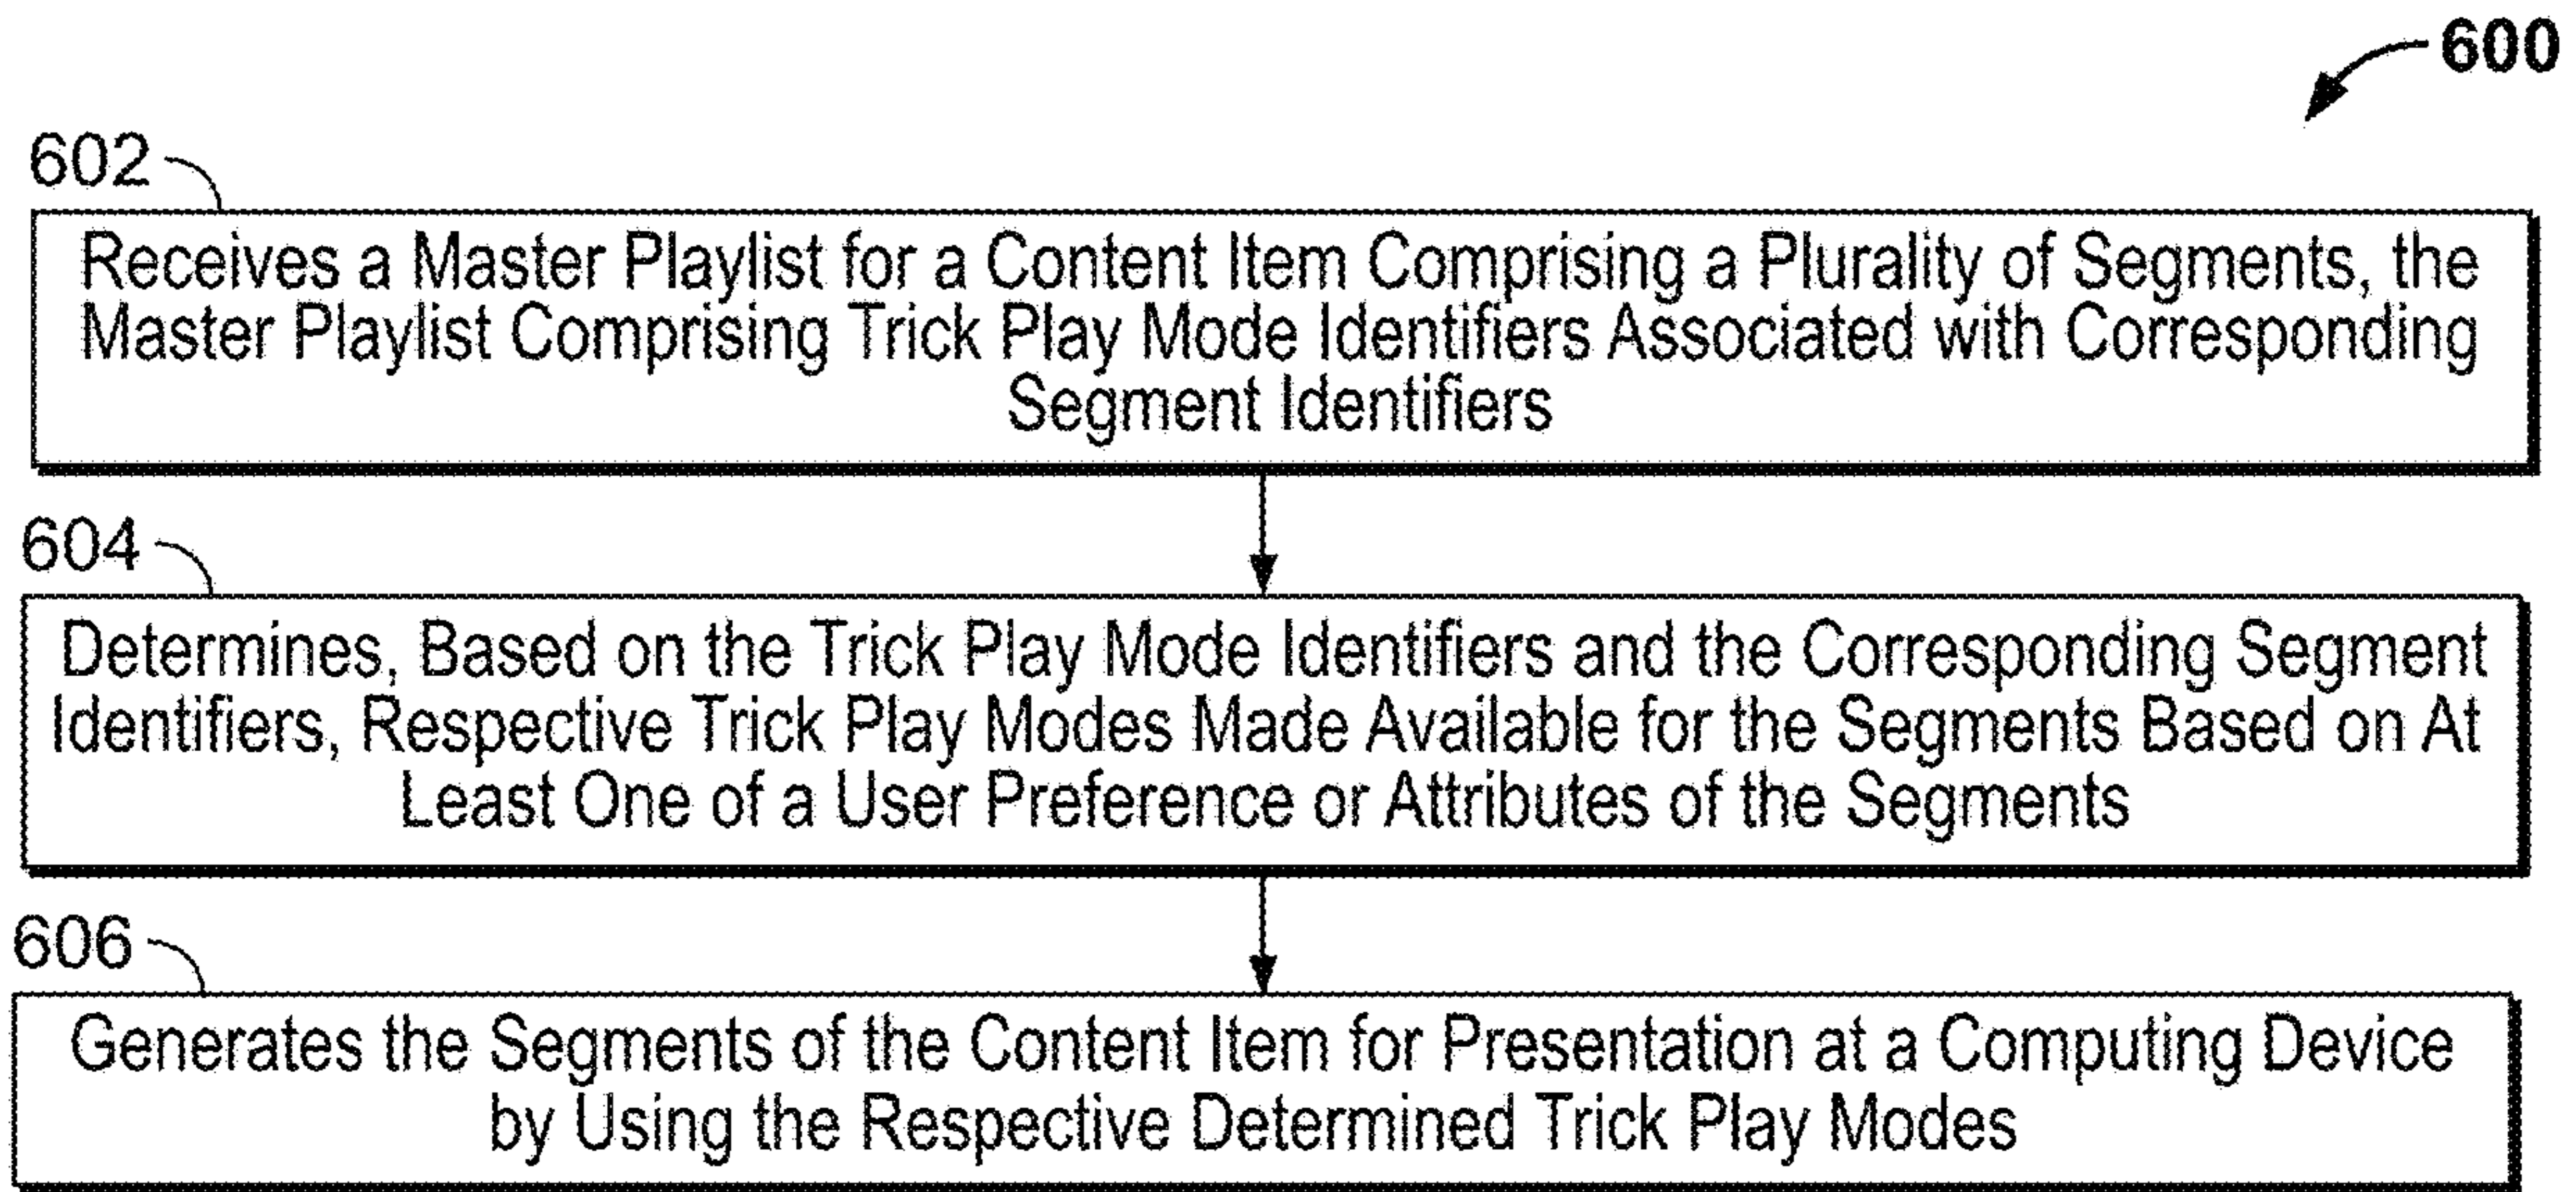 600
602
Receives a Master Playlist for a Content Item Comprising a Plurality of Segments, the
Master Playlist Comprising Trick Play Mode Identifiers Associated with Corresponding
Segment Identifiers
604
Determines, Based on the Trick Play Mode Identifiers and the Corresponding Segment
Identifiers, Respective Trick Play Modes Made Available for the Segments Based on At
Least One of a User Preference or Attributes of the Segments
606
Generates the Segments of the Content Item for Presentation at a Computing Device
by Using the Respective Determined Trick Play Modes